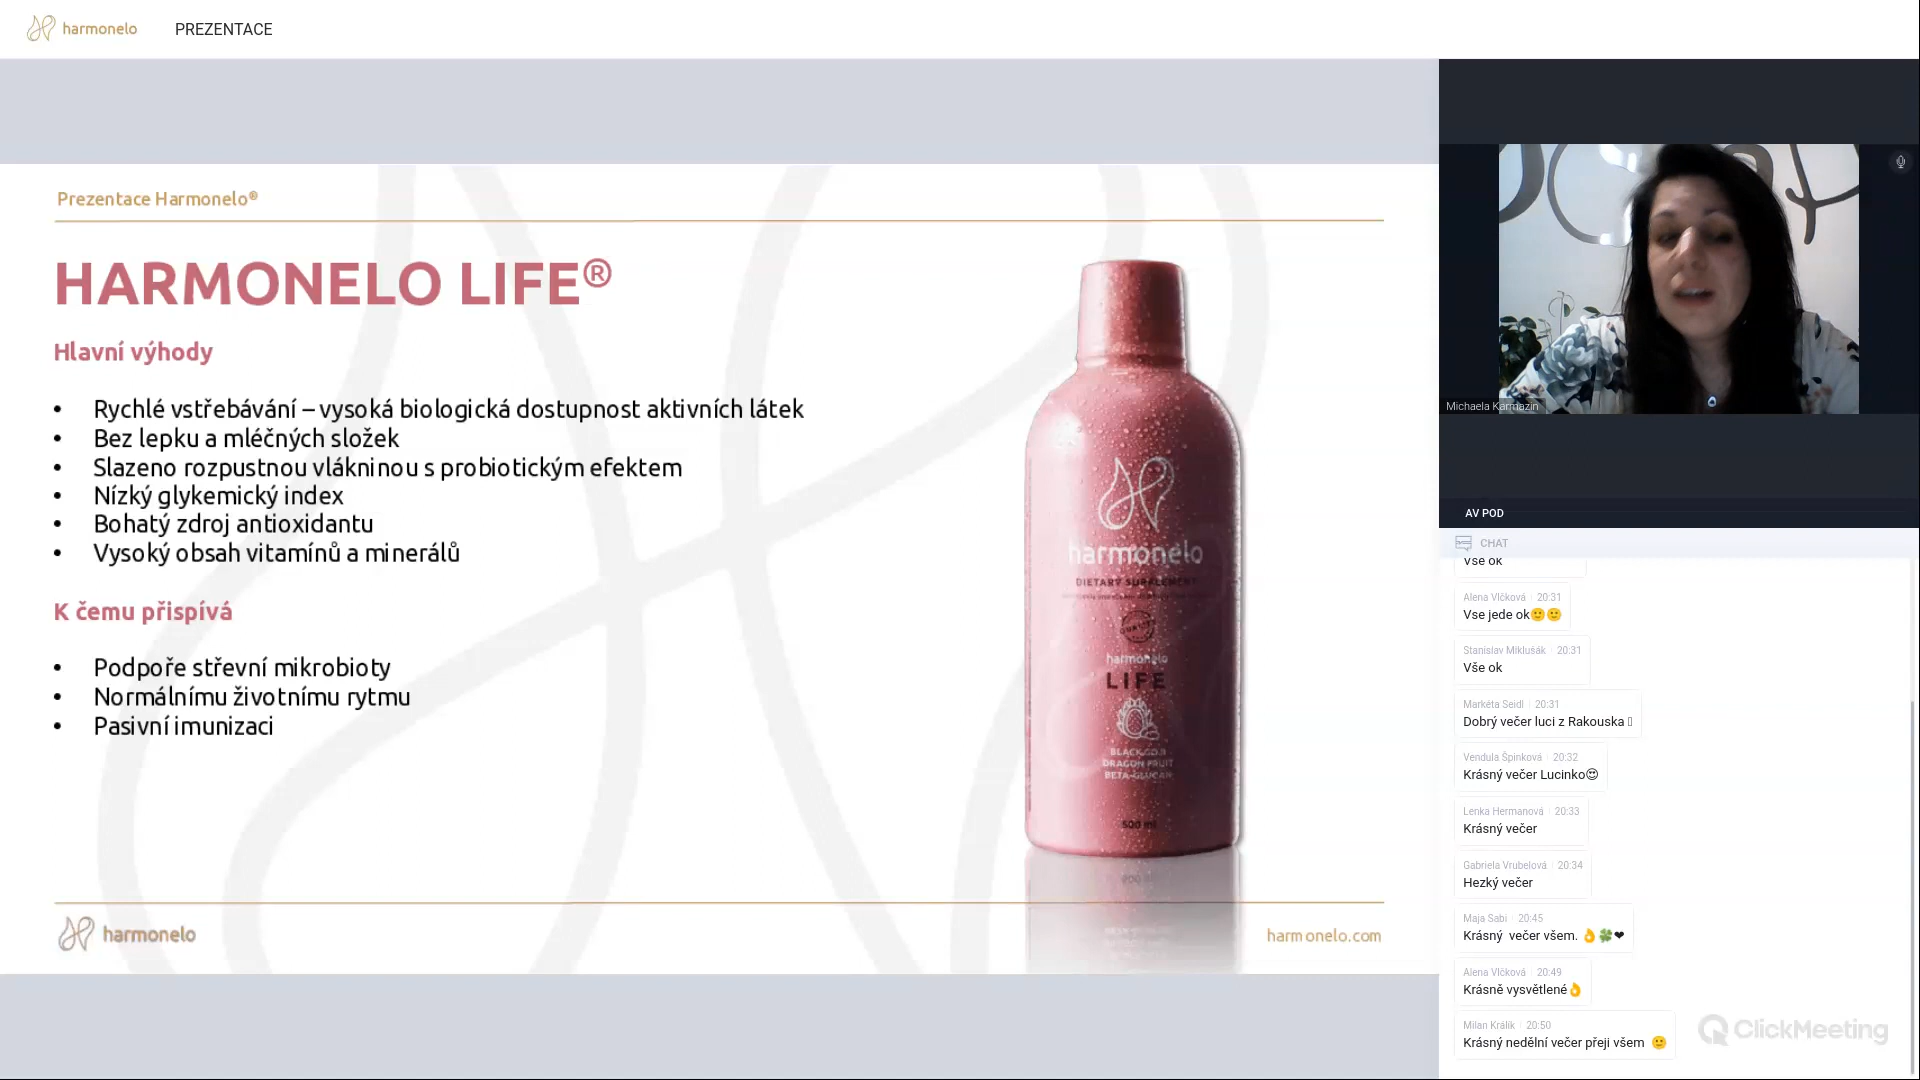 harmonelo
PREZENTACE
Prezentace Harmonelo®
HARMONELO LIFE®
Hlavní výhody
• Rychlé vstřebávání – vysoká biologická dostupnost aktivních látek
• Bez lepku a mléčných složek
• Slazeno rozpustnou vlákninou s probiotickým efektem
• Nízký glykemický index
• Bohatý zdroj antioxidantu
• Vysoký obsah vitamínů a minerálů
K čemu přispívá
• Podpoře střevní mikrobioty
• Normálnímu životnímu rytmu
• Pasivní imunizaci
harmonelo
DIETARY SUPPLEMENT
QUALITY
harmonelo
LIFE
BLACK GOJI
DRAGON FRUIT
BETA-GLUCAN
500 ml
harmonelo
harmonelo.com
Michaela Karmazin
AV POD
CHAT
Vše ok
Alena Vlčková 20:31
Vse jede ok🙂🙂
Stanislav Miklušák 20:31
Vše ok
Markéta Seidl 20:31
Dobrý večer luci z Rakouska
Vendula Špinková 20:32
Krásný večer Lucinko😍
Lenka Hermanová 20:33
Krásný večer
Gabriela Vrubelová 20:34
Hezký večer
Maja Sabi 20:45
Krásný večer všem. 👌🍀❤
Alena Vlčková 20:49
Krásně vysvětlené👌
Milan Králík 20:50
Krásný nedělní večer přeji všem 🙂
ClickMeeting